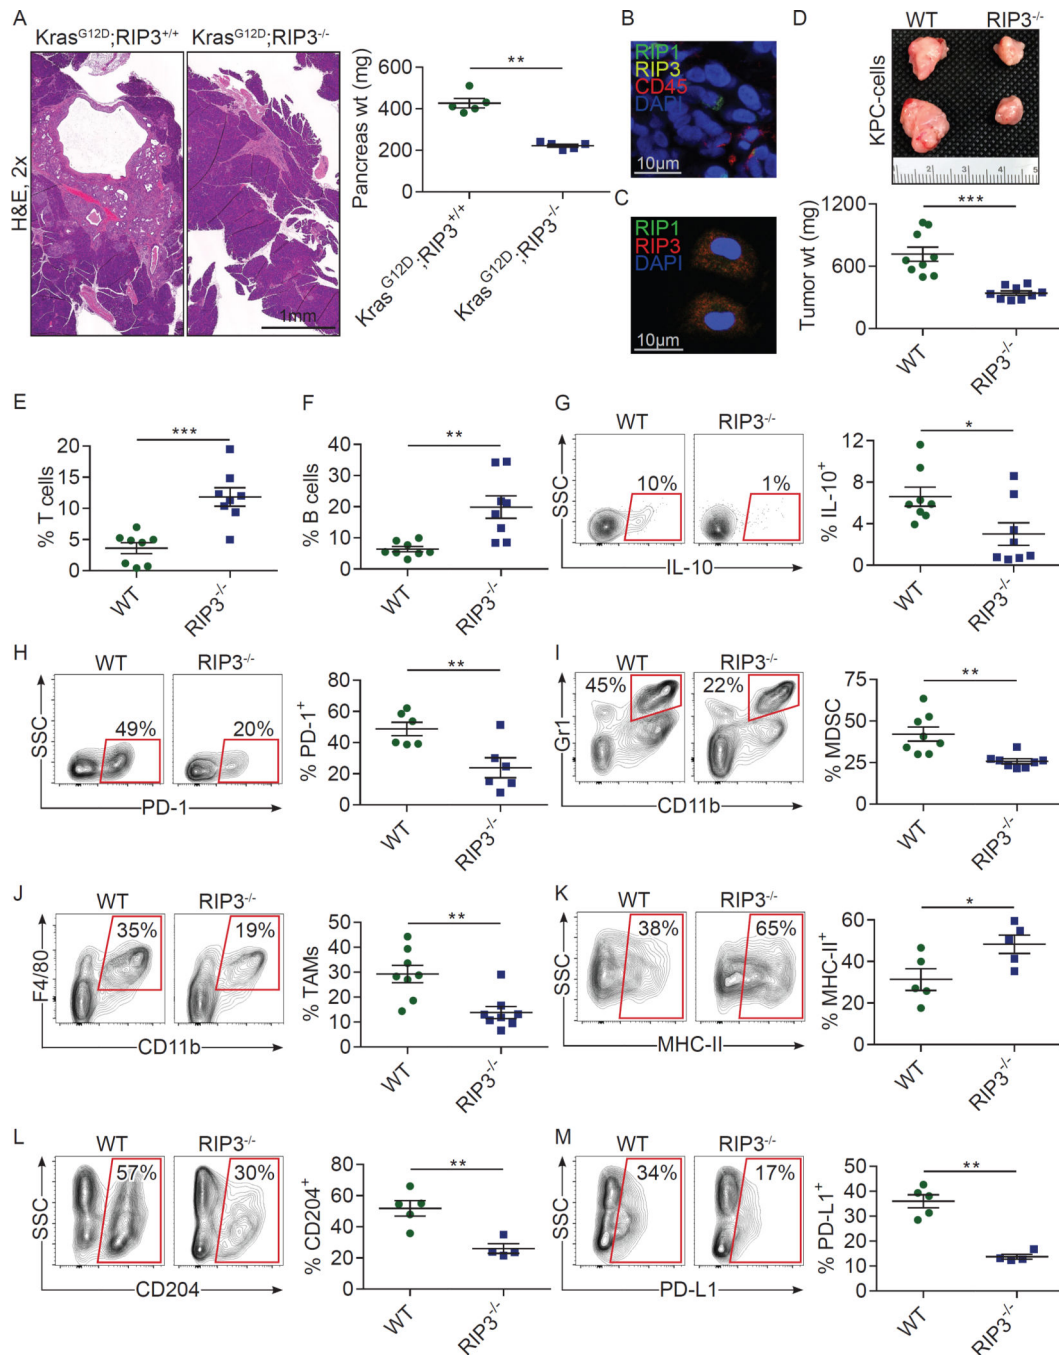 A
Kras^G12D;RIP3^+/+
Kras^G12D;RIP3^-/-
H&E, 2x
1mm
Pancreas wt (mg)
600
400
200
0
**
Kras^G12D;RIP3^+/+
Kras^G12D;RIP3^-/-
B
RIP1
RIP3
CD45
DAPI
10μm
C
RIP1
RIP3
DAPI
10μm
D
WT
RIP3^-/-
KPC-cells
1
2
3
4
5
Tumor wt (mg)
1200
600
0
***
WT
RIP3^-/-
E
% T cells
20
15
10
5
0
***
WT
RIP3^-/-
F
% B cells
40
30
20
10
0
**
WT
RIP3^-/-
G
WT
RIP3^-/-
SSC
10%
1%
IL-10
% IL-10^+
12
8
4
0
*
WT
RIP3^-/-
H
WT
RIP3^-/-
SSC
49%
20%
PD-1
% PD-1^+
80
60
40
20
0
**
WT
RIP3^-/-
I
WT
RIP3^-/-
Gr1
45%
22%
CD11b
% MDSC
75
50
25
0
**
WT
RIP3^-/-
J
WT
RIP3^-/-
F4/80
35%
19%
CD11b
% TAMs
50
40
30
20
10
0
**
WT
RIP3^-/-
K
WT
RIP3^-/-
SSC
38%
65%
MHC-II
% MHC-II^+
60
40
20
0
*
WT
RIP3^-/-
L
WT
RIP3^-/-
SSC
57%
30%
CD204
% CD204^+
80
60
40
20
0
**
WT
RIP3^-/-
M
WT
RIP3^-/-
SSC
34%
17%
PD-L1
% PD-L1^+
50
40
30
20
10
0
**
WT
RIP3^-/-